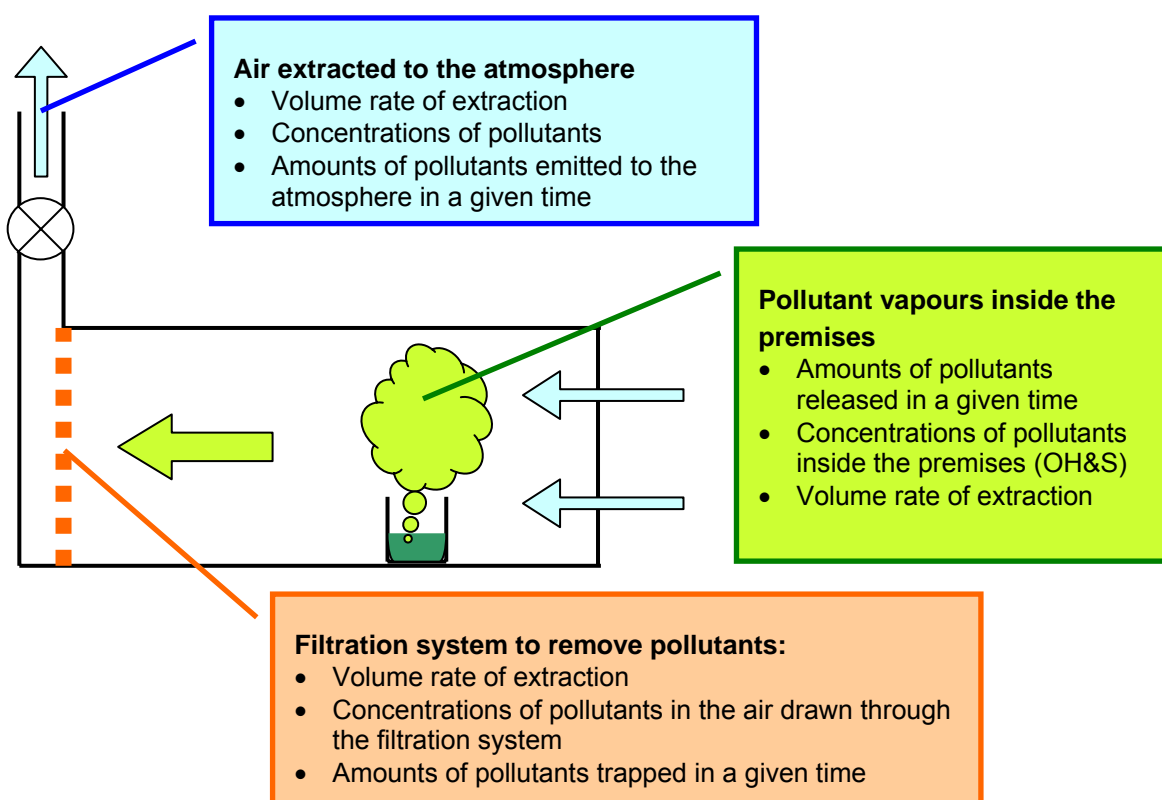 Air extracted to the atmosphere
• Volume rate of extraction
• Concentrations of pollutants
• Amounts of pollutants emitted to the
atmosphere in a given time
Pollutant vapours inside the
premises
• Amounts of pollutants
released in a given time
• Concentrations of pollutants
inside the premises (OH&S)
• Volume rate of extraction
Filtration system to remove pollutants:
• Volume rate of extraction
• Concentrations of pollutants in the air drawn through
the filtration system
• Amounts of pollutants trapped in a given time